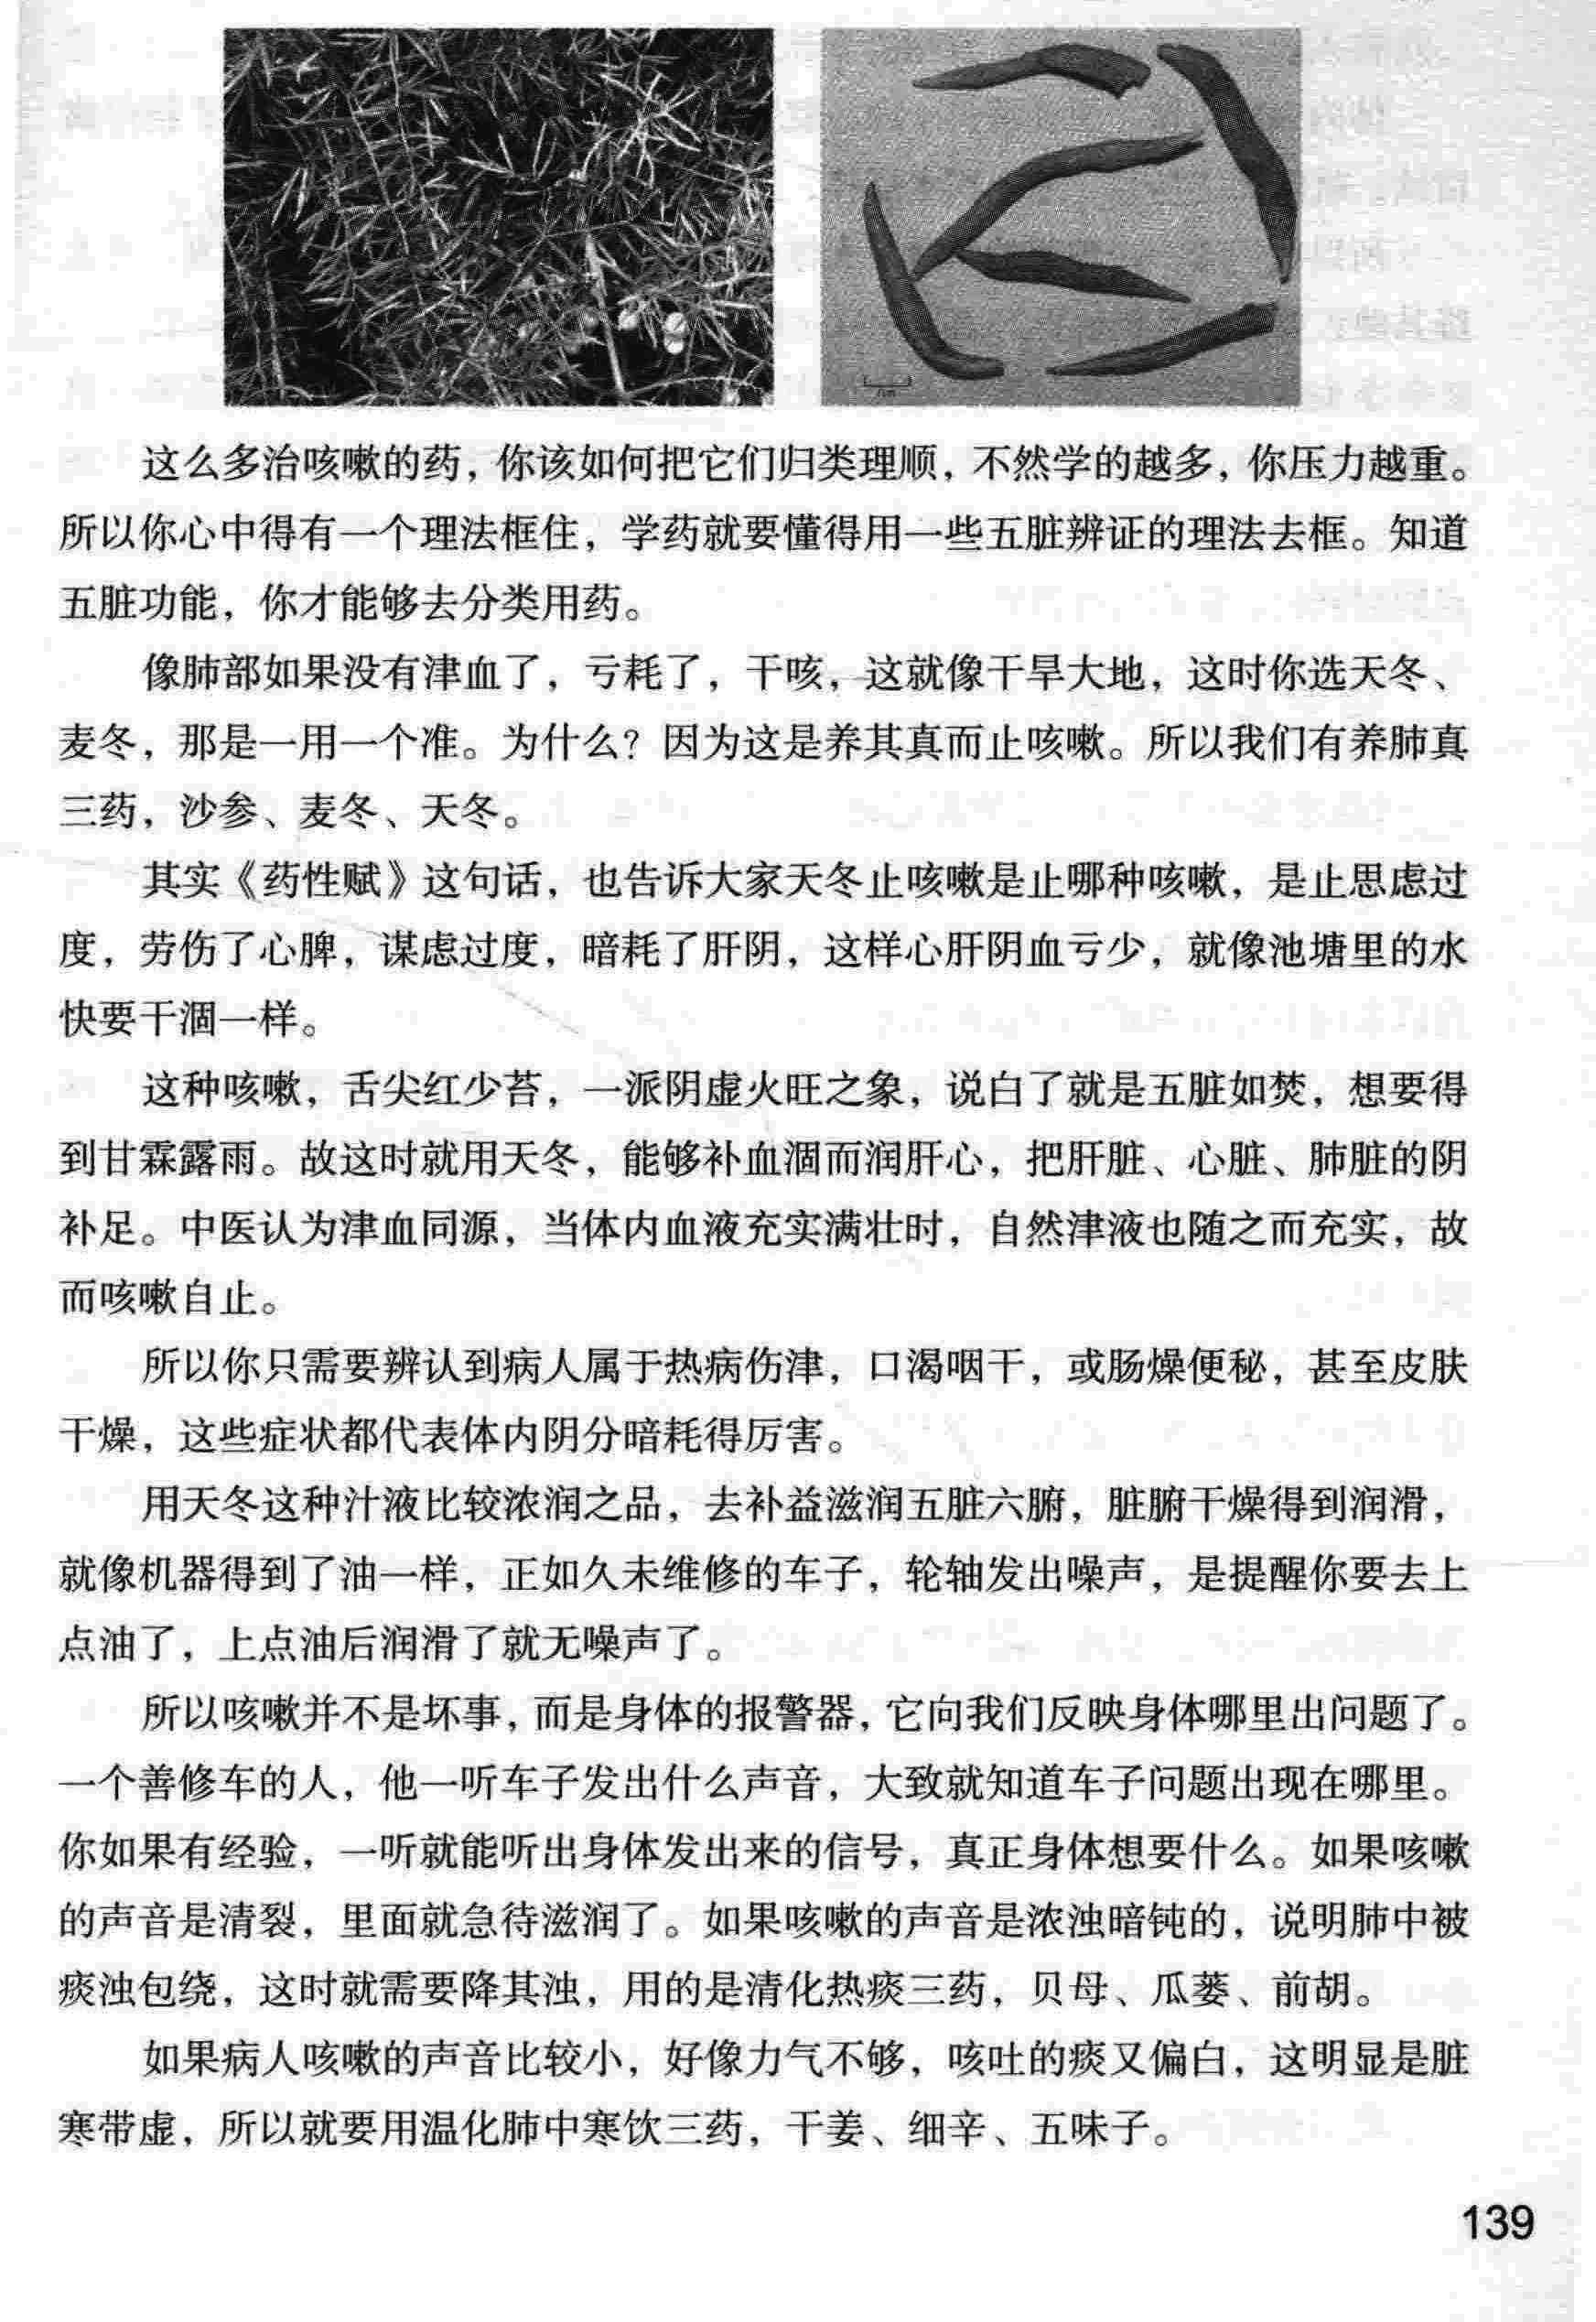 这么多治咳嗽的药，你该如何把它们归类理顺，不然学的越多，你压力越重。
所以你心中得有一个理法框住，学药就要懂得用一些五脏辨证的理法去框。知道
五脏功能，你才能够去分类用药。
像肺部如果没有津血了，亏耗了，干咳，这就像干旱大地，这时你选天冬、
麦冬，那是一用一个准。为什么？因为这是养其真而止咳嗽。所以我们有养肺真
三药，沙参、麦冬、天冬。
其实《药性赋》这句话，也告诉大家天冬止咳嗽是止哪种咳嗽，是止思虑过
度，劳伤了心脾，谋虑过度，暗耗了肝阴，这样心肝阴血亏少，就像池塘里的水
快要干涸一样。
这种咳嗽，舌尖红少苔，一派阴虚火旺之象，说白了就是五脏如焚，想要得
到甘霖露雨。故这时就用天冬，能够补血涸而润肝心，把肝脏、心脏、肺脏的阴
补足。中医认为津血同源，当体内血液充实满壮时，自然津液也随之而充实，故
而咳嗽自止。
所以你只需要辨认到病人属于热病伤津，口渴咽干，或肠燥便秘，甚至皮肤
干燥，这些症状都代表体内阴分暗耗得厉害。
用天冬这种汁液比较浓润之品，去补益滋润五脏六腑，脏腑干燥得到润滑，
就像机器得到了油一样，正如久未维修的车子，轮轴发出噪声，是提醒你要去上
点油了，上点油后润滑了就无噪声了。
所以咳嗽并不是坏事，而是身体的报警器，它向我们反映身体哪里出问题了。
一个善修车的人，他一听车子发出什么声音，大致就知道车子问题出现在哪里。
你如果有经验，一听就能听出身体发出来的信号，真正身体想要什么。如果咳嗽
的声音是清裂，里面就急待滋润了。如果咳嗽的声音是浓浊暗钝的，说明肺中被
痰浊包绕，这时就需要降其浊，用的是清化热痰三药，贝母、瓜蒌、前胡。
如果病人咳嗽的声音比较小，好像力气不够，咳吐的痰又偏白，这明显是脏
寒带虚，所以就要用温化肺中寒饮三药，干姜、细辛、五味子。
139